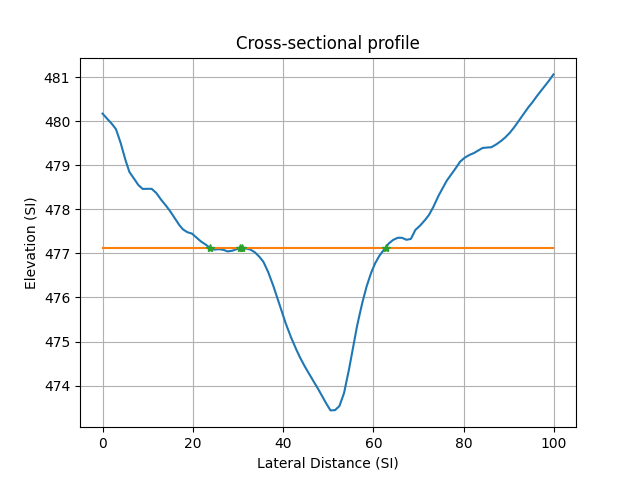 Cross-sectional profile
481
480
479
478
477
476
475
474
Elevation (SI)
0 20 40 60 80 100
Lateral Distance (SI)